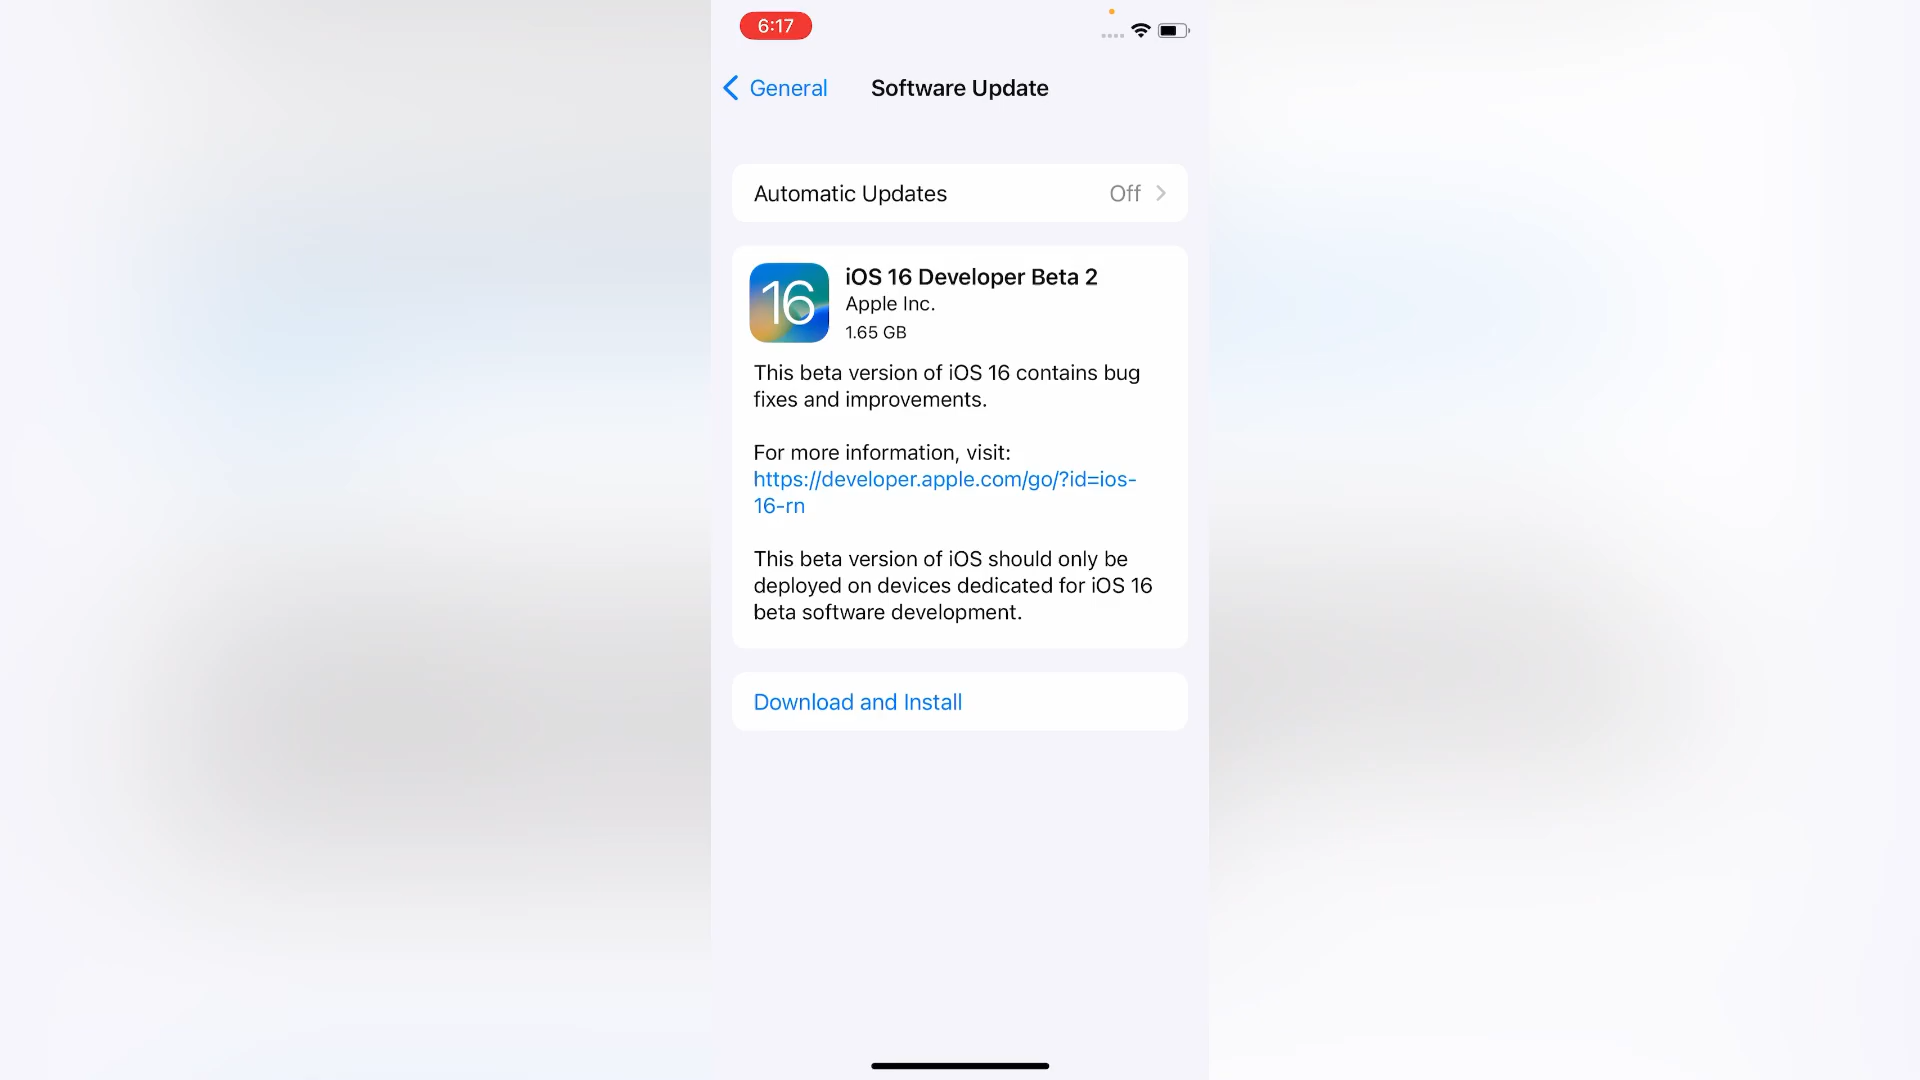 6:17
General
Software Update
Automatic Updates Off
16
iOS 16 Developer Beta 2
Apple Inc.
1.65 GB
This beta version of iOS 16 contains bug
fixes and improvements.
For more information, visit:
https://developer.apple.com/go/?id=ios-
16-rn
This beta version of iOS should only be
deployed on devices dedicated for iOS 16
beta software development.
Download and Install